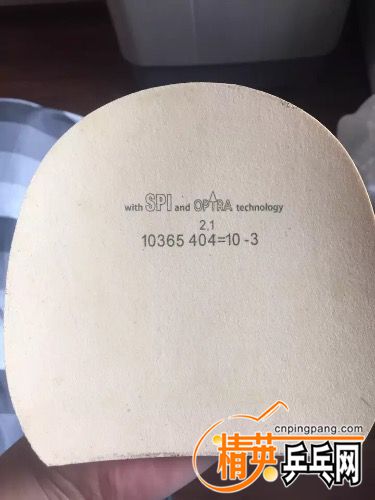 with SPI and OPTRA technology
2,1
10365 404=10-3
cnpingpang.com
精英乒乓网